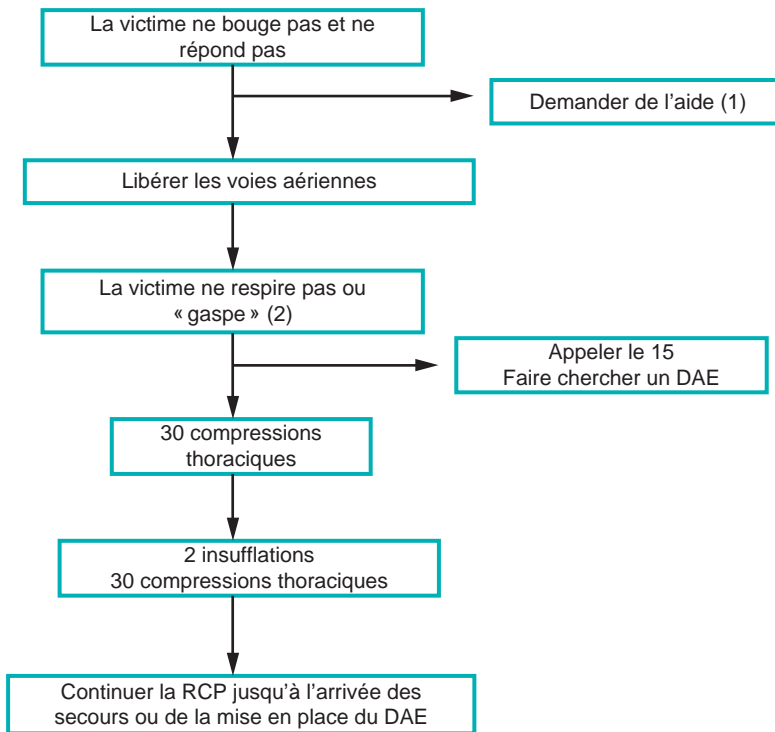 La victime ne bouge pas et ne
répond pas
Demander de l’aide (1)
Libérer les voies aériennes
La victime ne respire pas ou
« gaspe » (2)
Appeler le 15
Faire chercher un DAE
30 compressions
thoraciques
2 insufflations
30 compressions thoraciques
Continuer la RCP jusqu’à l’arrivée des
secours ou de la mise en place du DAE